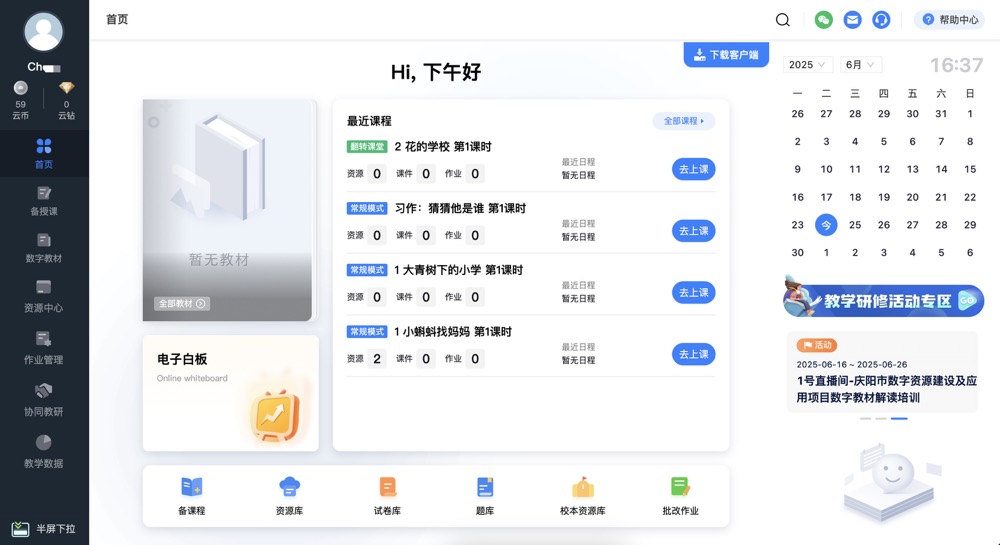 首页
帮助中心
Ch
59
云币
0
云钻
首页
备授课
数字教材
资源中心
作业管理
协同教研
教学数据
半屏下拉
Hi, 下午好
下载客户端
暂无教材
全部教材
电子白板
Online whiteboard
最近课程
全部课程
翻转课堂 2 花的学校 第1课时
资源 0 课件 0 作业 0
最近日程
暂无日程
去上课
常规模式 习作：猜猜他是谁 第1课时
资源 0 课件 0 作业 0
最近日程
暂无日程
去上课
常规模式 1 大青树下的小学 第1课时
资源 0 课件 0 作业 0
最近日程
暂无日程
去上课
常规模式 1 小蝌蚪找妈妈 第1课时
资源 2 课件 0 作业 0
最近日程
暂无日程
去上课
备课程 资源库 试卷库 题库 校本资源库 批改作业
2025 6月 16:37
一 二 三 四 五 六 日
26 27 28 29 30 31 1
2 3 4 5 6 7 8
9 10 11 12 13 14 15
16 17 18 19 20 21 22
23 今 25 26 27 28 29
30 1 2 3 4 5 6
教学研修活动专区 GO
活动
2025-06-16 ~ 2025-06-26
1号直播间-庆阳市数字资源建设及应
用项目数字教材解读培训